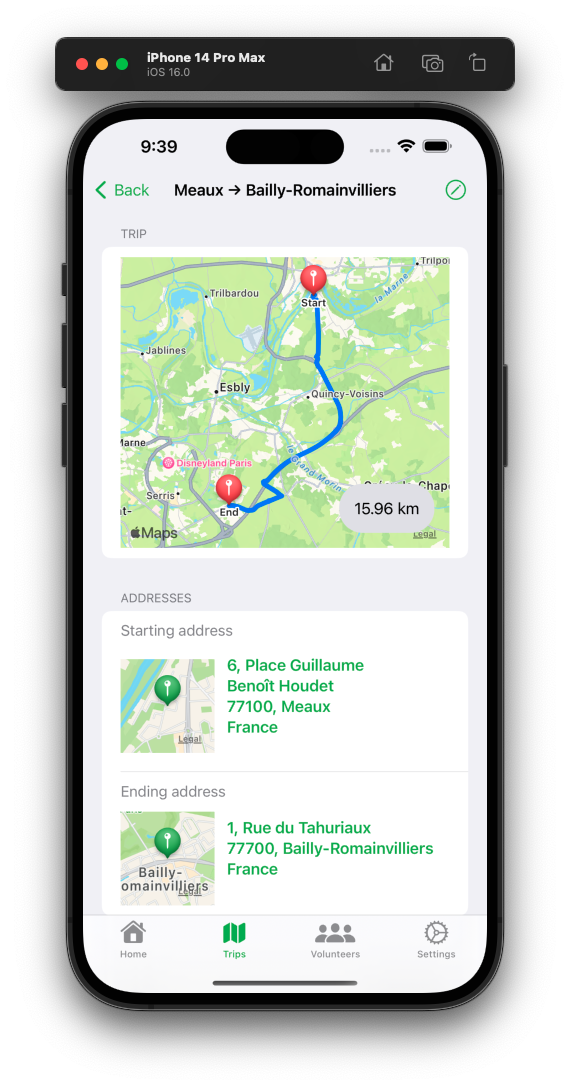 iPhone 14 Pro Max
iOS 16.0
9:39
Back
Meaux → Bailly-Romainvilliers
TRIP
Trilpo
la Marne
Trilbardou
Start
Jablines
Esbly
Quincy-Voisins
Marne
Disneyland Paris
le Grand Morin
Serris
Chap
15.96 km
End
t-
Maps
Legal
ADDRESSES
Starting address
6, Place Guillaume
Benoît Houdet
77100, Meaux
France
Legal
Ending address
1, Rue du Tahuriaux
77700, Bailly-Romainvilliers
France
Bailly-
omainvilliers
Legal
Home
Trips
Volunteers
Settings